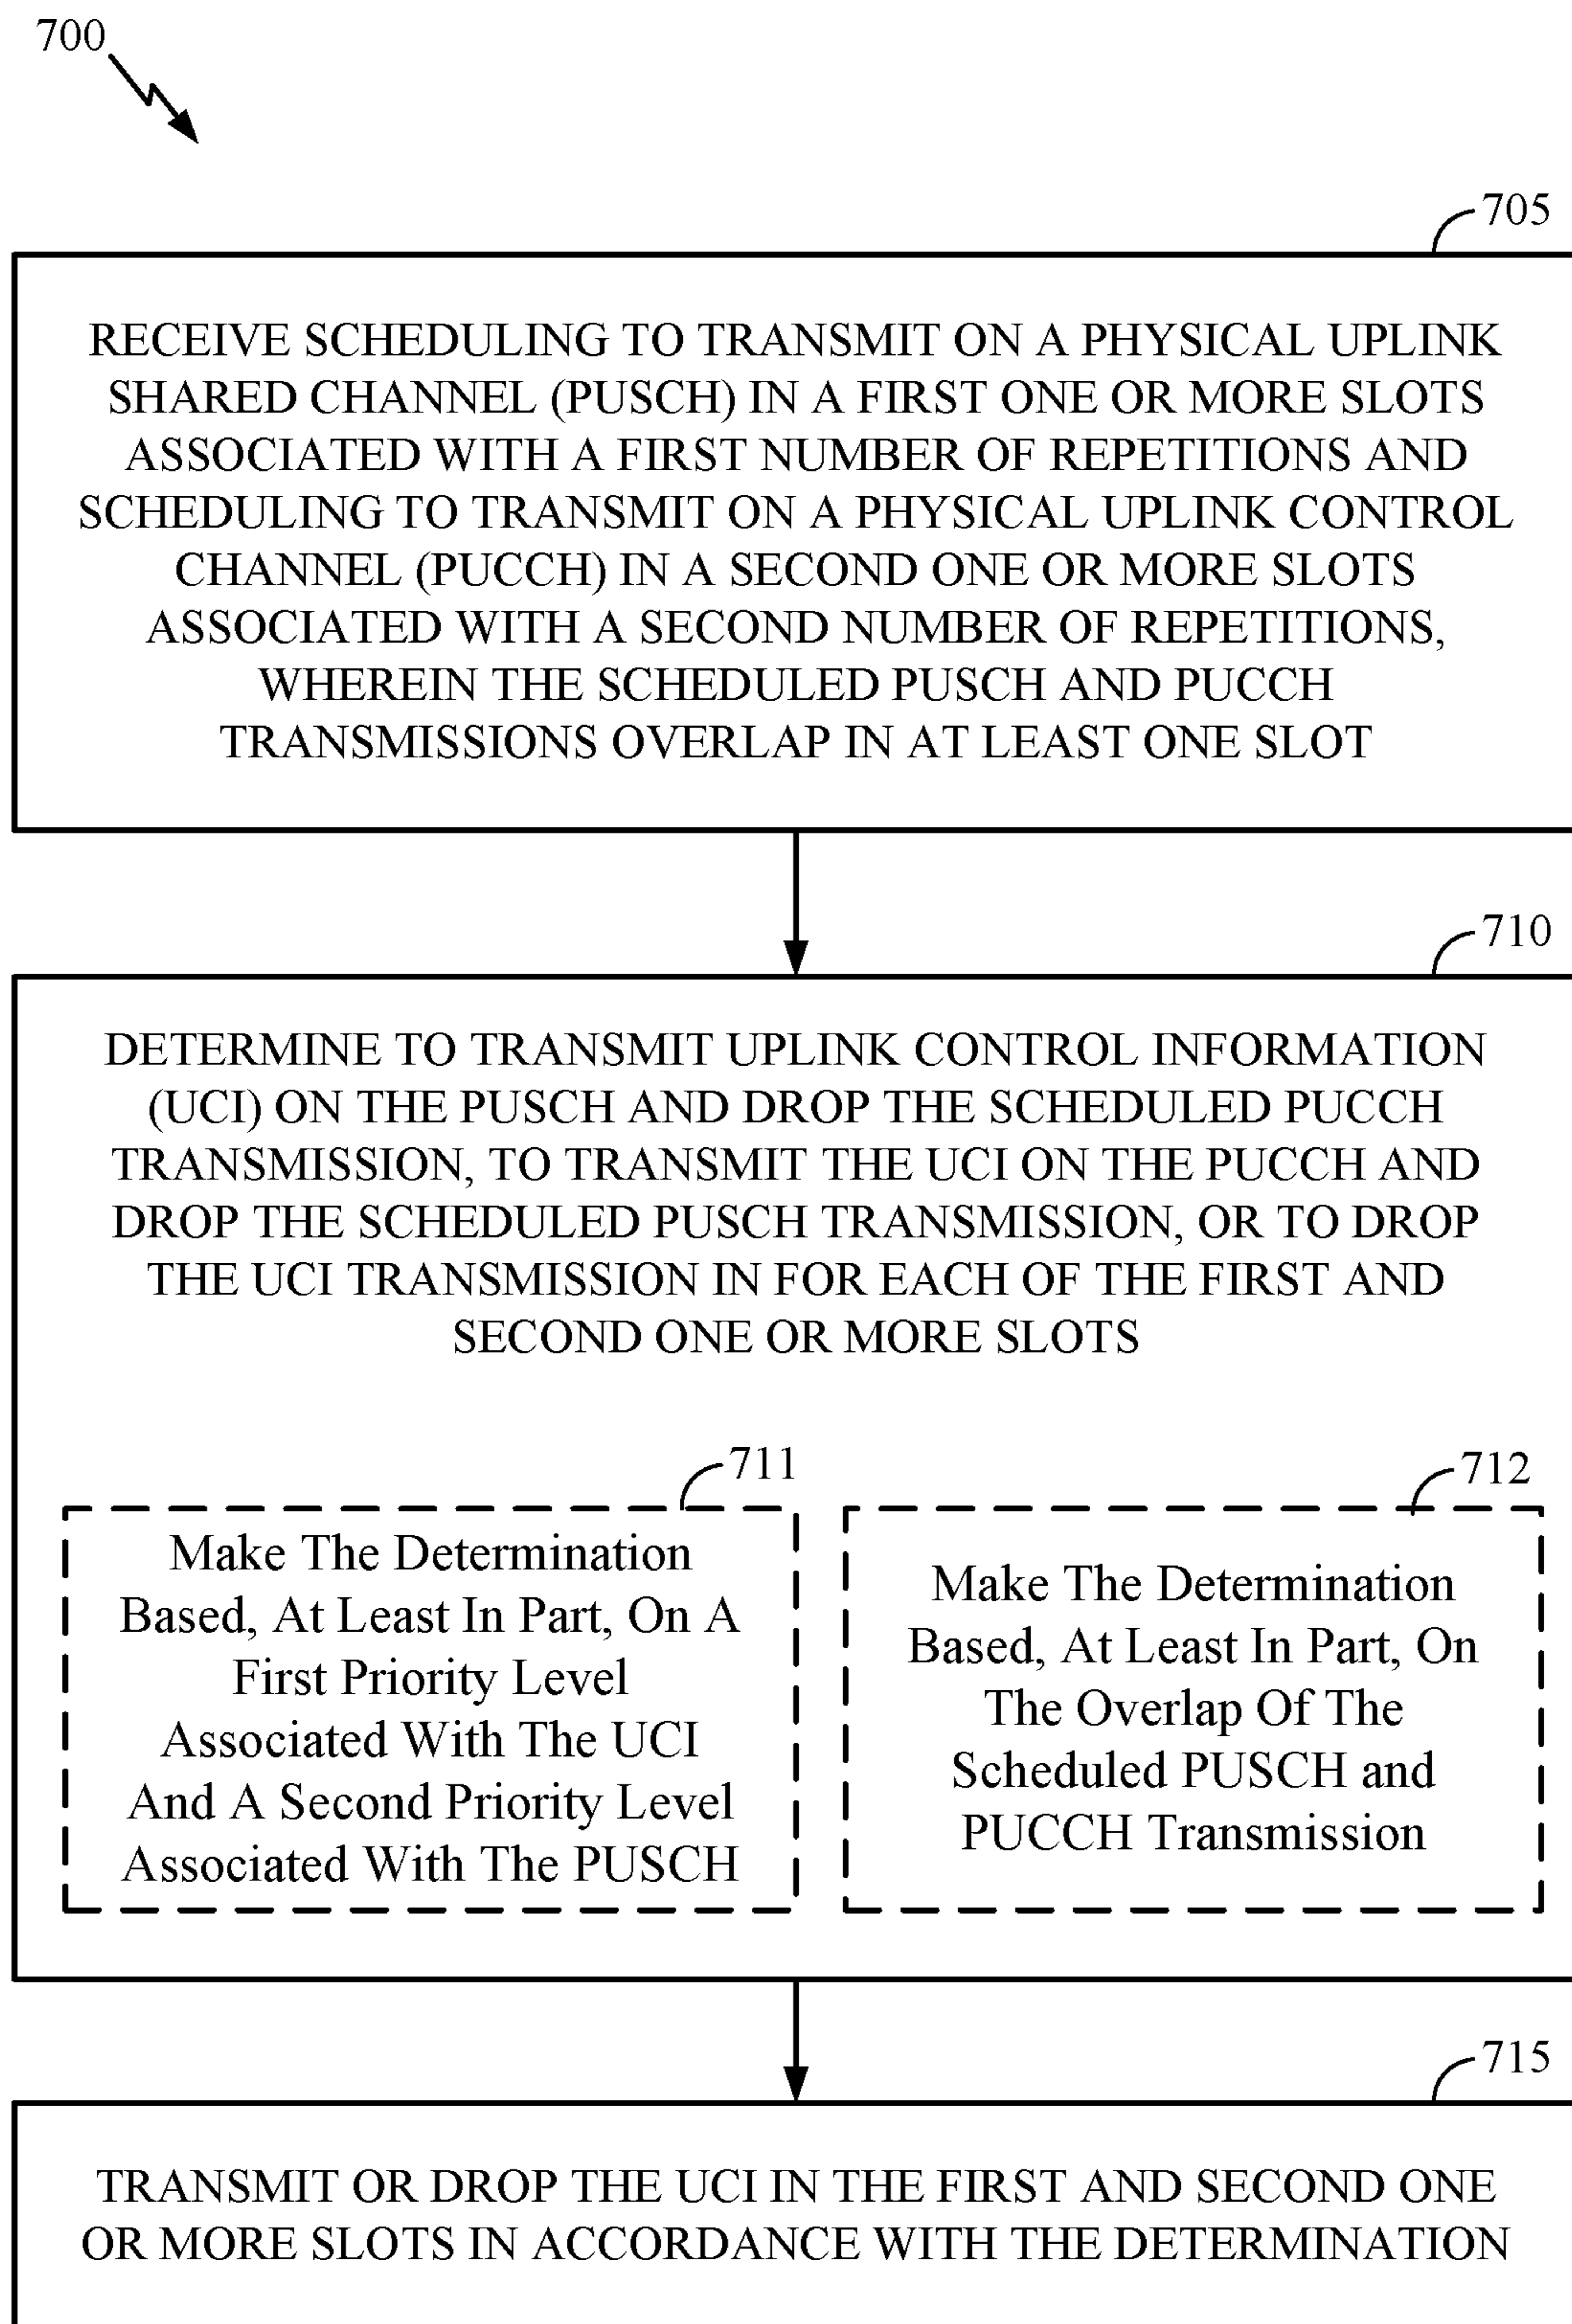 700
705
RECEIVE SCHEDULING TO TRANSMIT ON A PHYSICAL UPLINK
SHARED CHANNEL (PUSCH) IN A FIRST ONE OR MORE SLOTS
ASSOCIATED WITH A FIRST NUMBER OF REPETITIONS AND
SCHEDULING TO TRANSMIT ON A PHYSICAL UPLINK CONTROL
CHANNEL (PUCCH) IN A SECOND ONE OR MORE SLOTS
ASSOCIATED WITH A SECOND NUMBER OF REPETITIONS,
WHEREIN THE SCHEDULED PUSCH AND PUCCH
TRANSMISSIONS OVERLAP IN AT LEAST ONE SLOT
710
DETERMINE TO TRANSMIT UPLINK CONTROL INFORMATION
(UCI) ON THE PUSCH AND DROP THE SCHEDULED PUCCH
TRANSMISSION, TO TRANSMIT THE UCI ON THE PUCCH AND
DROP THE SCHEDULED PUSCH TRANSMISSION, OR TO DROP
THE UCI TRANSMISSION IN FOR EACH OF THE FIRST AND
SECOND ONE OR MORE SLOTS
711
Make The Determination
Based, At Least In Part, On A
First Priority Level
Associated With The UCI
And A Second Priority Level
Associated With The PUSCH
712
Make The Determination
Based, At Least In Part, On
The Overlap Of The
Scheduled PUSCH and
PUCCH Transmission
715
TRANSMIT OR DROP THE UCI IN THE FIRST AND SECOND ONE
OR MORE SLOTS IN ACCORDANCE WITH THE DETERMINATION